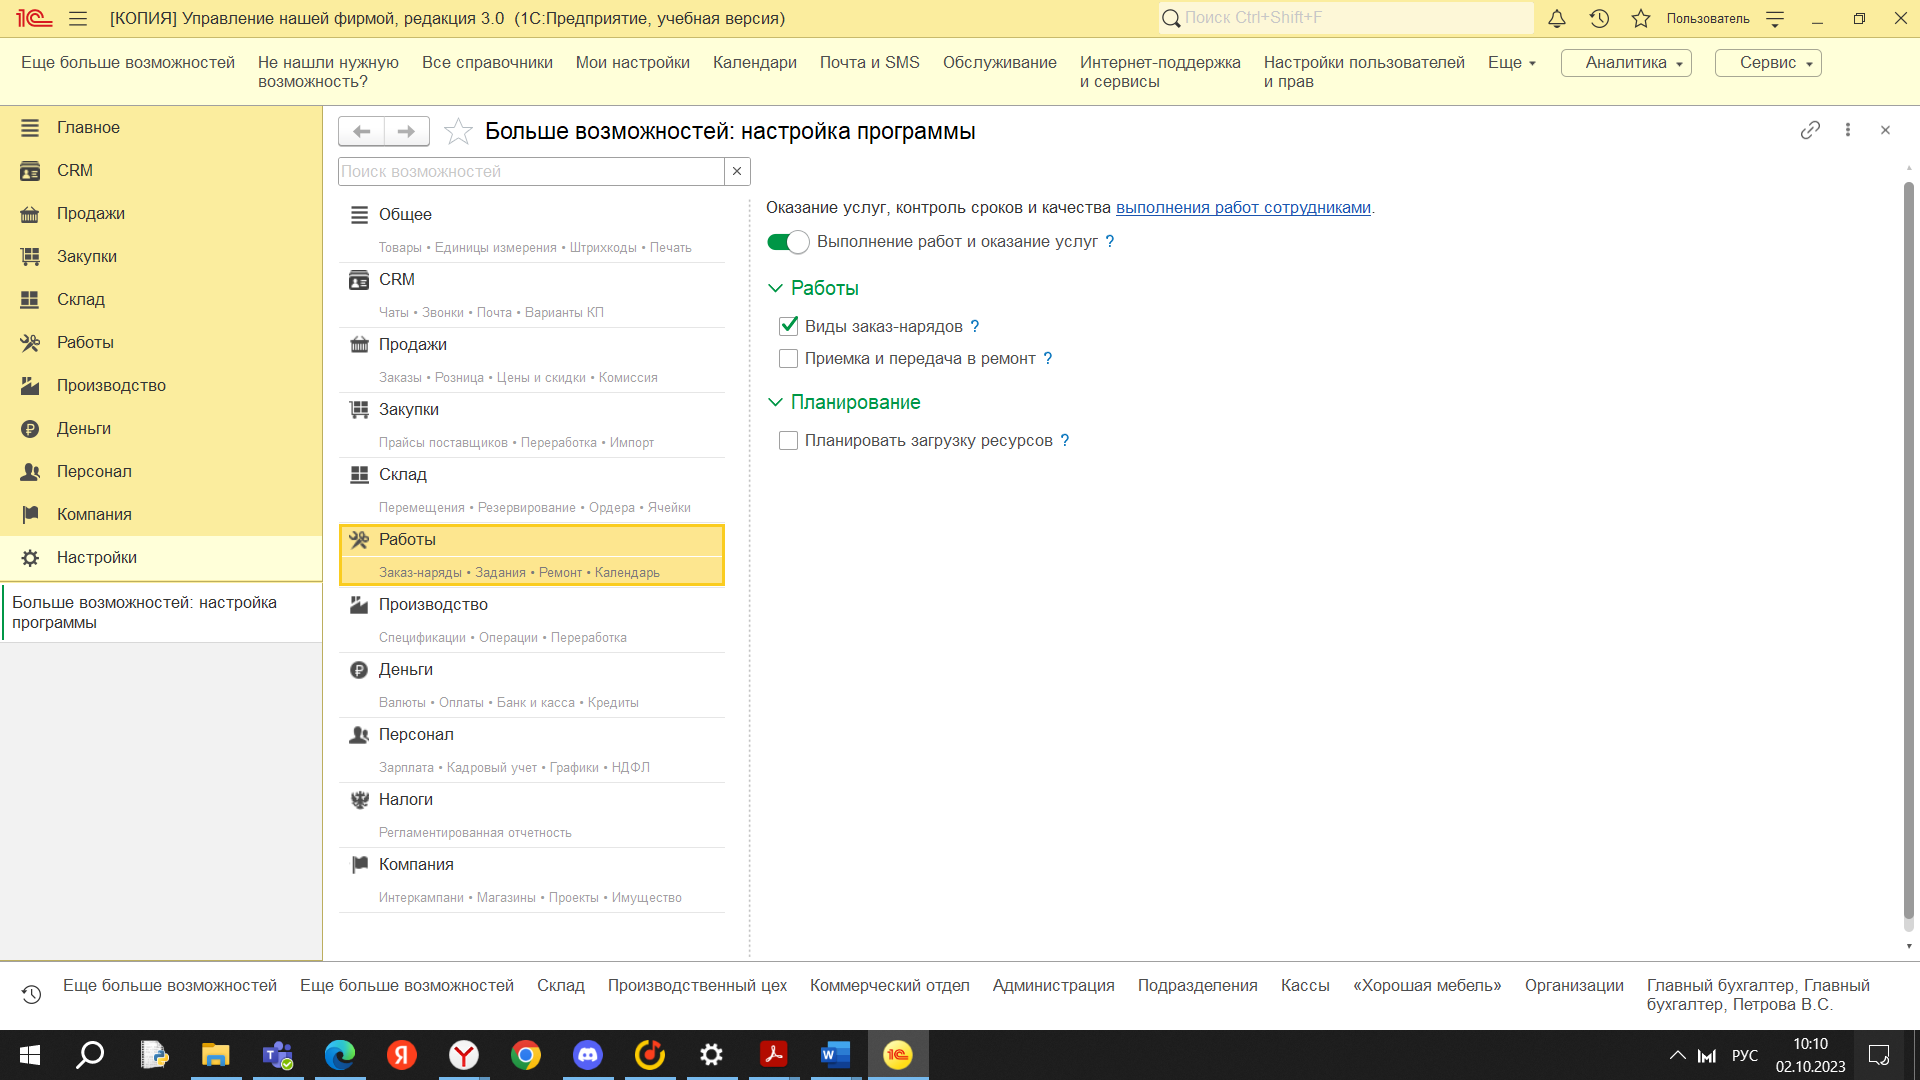 [КОПИЯ] Управление нашей фирмой, редакция 3.0 (1С:Предприятие, учебная версия)
Поиск Ctrl+Shift+F
Пользователь
Еще больше возможностей
Не нашли нужную
возможность?
Все справочники
Мои настройки
Календари
Почта и SMS
Обслуживание
Интернет-поддержка
и сервисы
Настройки пользователей
и прав
Еще
Аналитика
Сервис
Главное
CRM
Продажи
Закупки
Склад
Работы
Производство
Деньги
Персонал
Компания
Настройки
Больше возможностей: настройка
программы
Больше возможностей: настройка программы
Поиск возможностей
Общее
Товары • Единицы измерения • Штрихкоды • Печать
CRM
Чаты • Звонки • Почта • Варианты КП
Продажи
Заказы • Розница • Цены и скидки • Комиссия
Закупки
Прайсы поставщиков • Переработка • Импорт
Склад
Перемещения • Резервирование • Ордера • Ячейки
Работы
Заказ-наряды • Задания • Ремонт • Календарь
Производство
Спецификации • Операции • Переработка
Деньги
Валюты • Оплаты • Банк и касса • Кредиты
Персонал
Зарплата • Кадровый учет • Графики • НДФЛ
Налоги
Регламентированная отчетность
Компания
Интеркампани • Магазины • Проекты • Имущество
Оказание услуг, контроль сроков и качества выполнения работ сотрудниками.
Выполнение работ и оказание услуг ?
Работы
Виды заказ-нарядов ?
Приемка и передача в ремонт ?
Планирование
Планировать загрузку ресурсов ?
Еще больше возможностей
Еще больше возможностей
Склад
Производственный цех
Коммерческий отдел
Администрация
Подразделения
Кассы
«Хорошая мебель»
Организации
Главный бухгалтер, Главный
бухгалтер, Петрова В.С.
РУС
10:10
02.10.2023